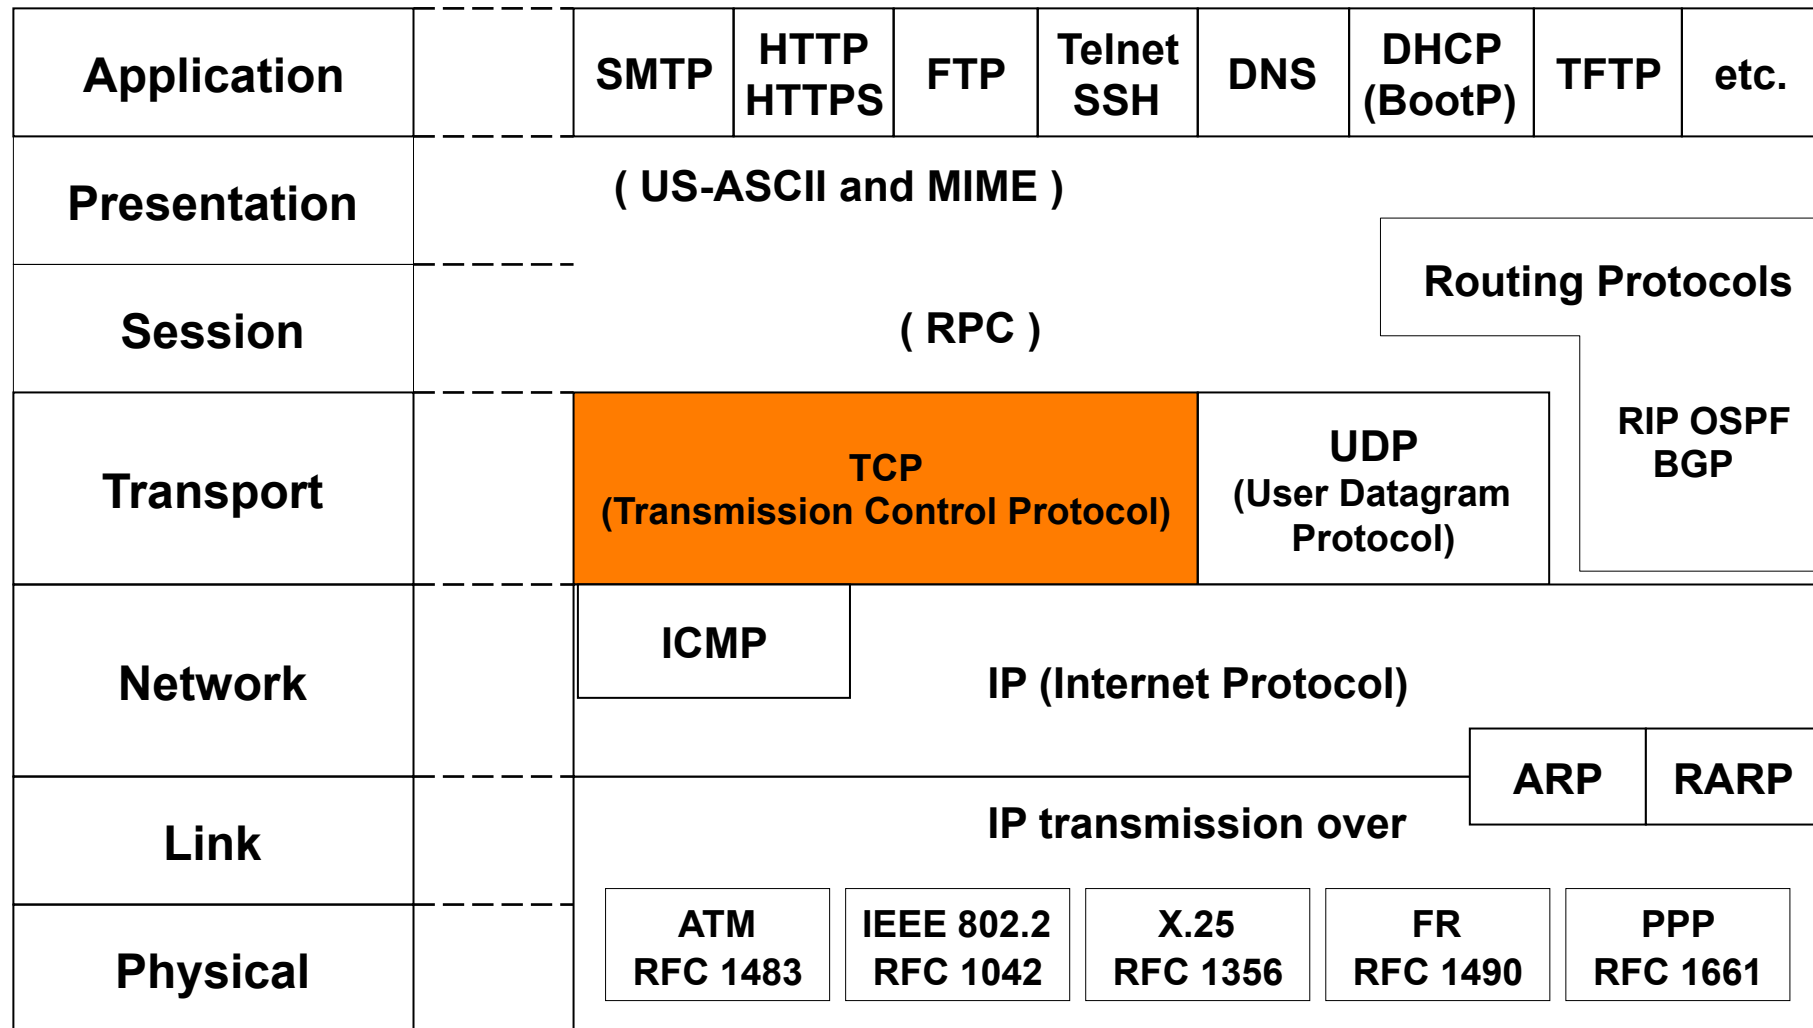 Application
SMTP
HTTP
HTTPS
FTP
Telnet
SSH
DNS
DHCP
(BootP)
TFTP
etc.
Presentation
( US-ASCII and MIME )
Routing Protocols
Session
( RPC )
Transport
TCP
(Transmission Control Protocol)
UDP
(User Datagram
Protocol)
RIP OSPF
BGP
Network
ICMP
IP (Internet Protocol)
ARP
RARP
Link
IP transmission over
Physical
ATM
RFC 1483
IEEE 802.2
RFC 1042
X.25
RFC 1356
FR
RFC 1490
PPP
RFC 1661